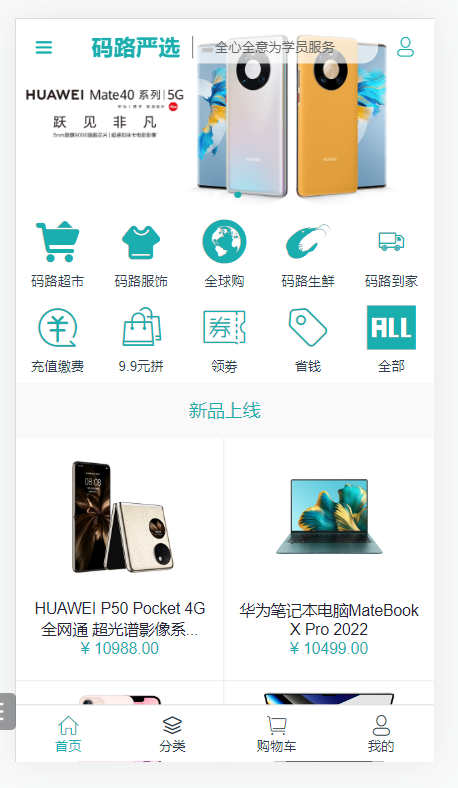 码路严选
全心全意为学员服务
HUAWEI Mate40 系列 5G
跃 见 非 凡
码路超市 码路服饰 全球购 码路生鲜 码路到家
券
ALL
充值缴费 9.9元拼 领券 省钱 全部
新品上线
HUAWEI P50 Pocket 4G
全网通 超光谱影像系...
¥ 10988.00
华为笔记本电脑MateBook
X Pro 2022
¥ 10499.00
首页 分类 购物车 我的